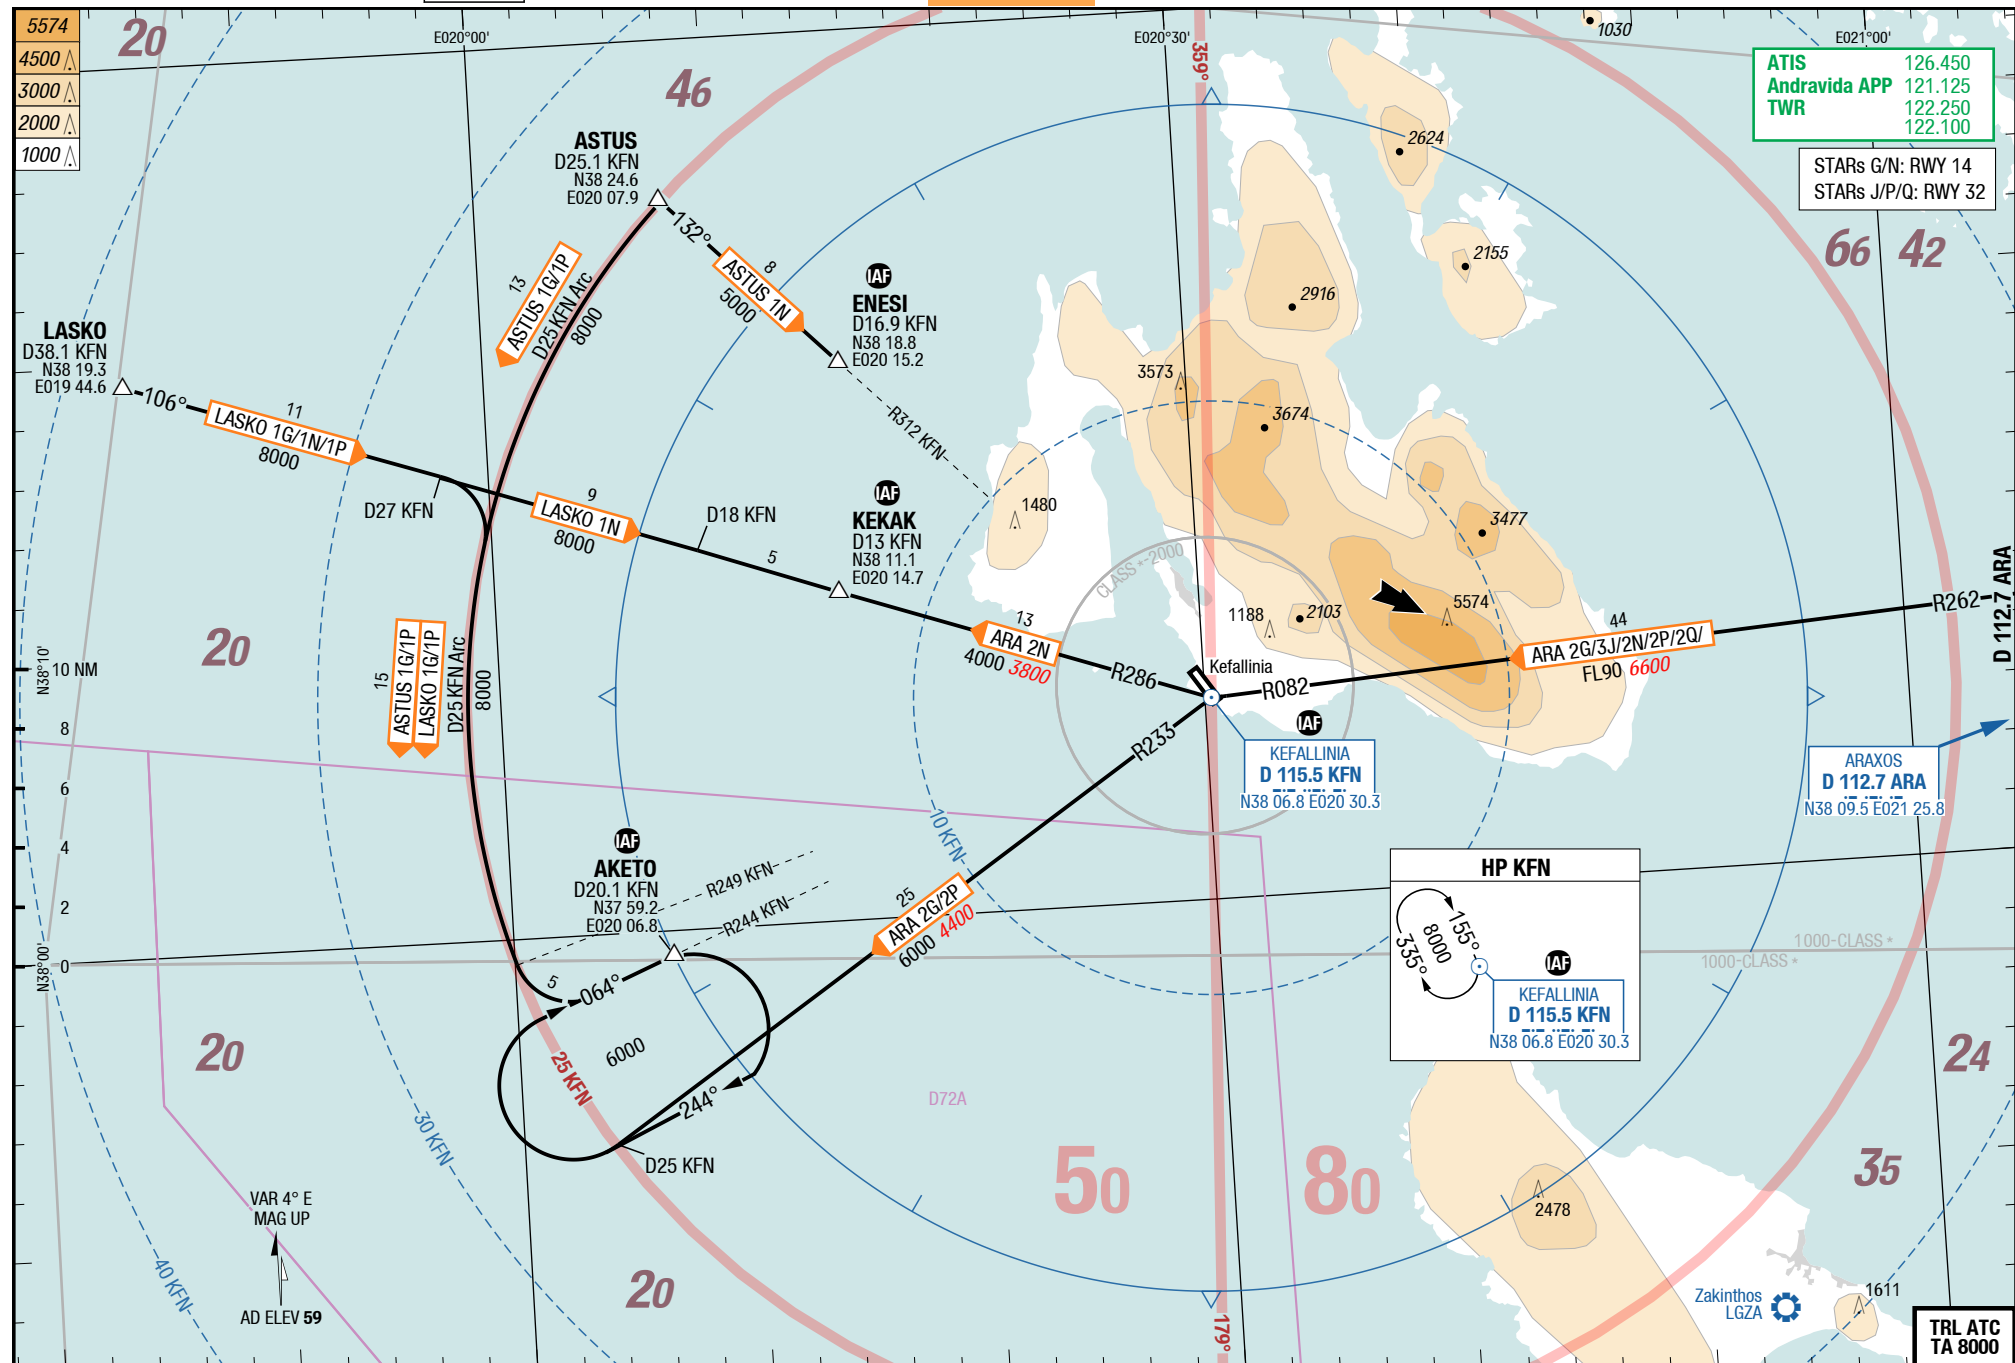 5574
4500
3000
2000
1000
20
46
E020°00'
E020°30'
E021°00'
1030
359°
ATIS 126.450
Andravida APP 121.125
TWR 122.250
122.100
STARs G/N: RWY 14
STARs J/P/Q: RWY 32
66 42
ASTUS
D25.1 KFN
N38 24.6
E020 07.9
132°
8
ASTUS 1N
5000
13
ASTUS 1G/1P
D25 KFN Arc
8000
IAF
ENESI
D16.9 KFN
N38 18.8
E020 15.2
R312 KFN
LASKO
D38.1 KFN
N38 19.3
E019 44.6
106°
11
LASKO 1G/1N/1P
8000
D27 KFN
9
LASKO 1N
8000
D18 KFN
5
IAF
KEKAK
D13 KFN
N38 11.1
E020 14.7
2624
2155
2916
3573
3674
1480
3477
CLASS *-2000
1188
2103
5574
13
ARA 2N
4000 3800
R286
Kefallinia
R082
44
ARA 2G/3J/2N/2P/2Q/
FL90 6600
R262
D 112.7 ARA
20
15
ASTUS 1G/1P
LASKO 1G/1P
D25 KFN Arc
8000
N38°10'
10 NM
8
6
4
2
0
N38°00'
R233
IAF
KEFALLINIA
D 115.5 KFN
N38 06.8 E020 30.3
ARAXOS
D 112.7 ARA
N38 09.5 E021 25.8
10 KFN
IAF
AKETO
D20.1 KFN
N37 59.2
E020 06.8
R249 KFN
R244 KFN
25
ARA 2G/2P
6000 4400
5
064°
6000
244°
25 KFN
D25 KFN
HP KFN
155°
8000
335°
IAF
KEFALLINIA
D 115.5 KFN
N38 06.8 E020 30.3
1000-CLASS *
1000-CLASS *
20
30 KFN
D72A
24
50
80
35
2478
VAR 4° E
MAG UP
AD ELEV 59
40 KFN
20
179°
Zakinthos
LGZA
1611
TRL ATC
TA 8000